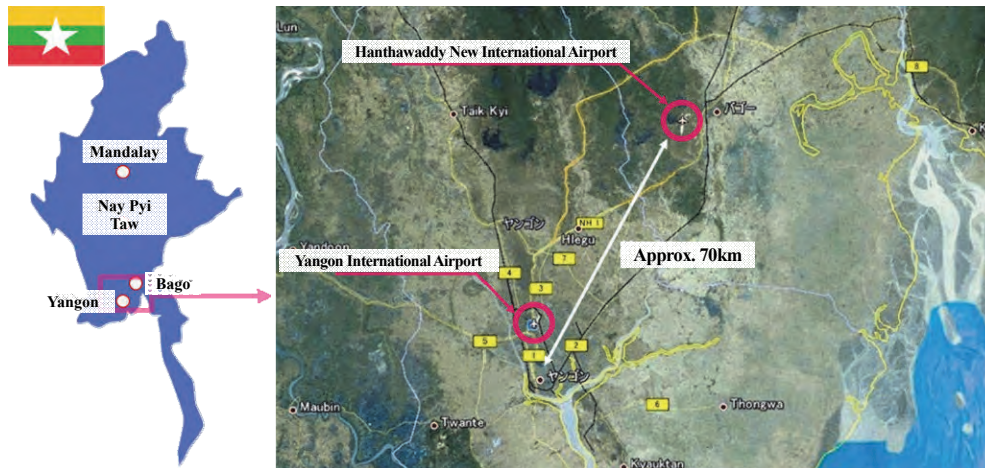 Mandalay
Nay Pyi
Taw
Bago
Yangon
Hanthawaddy New International Airport
Lun
8
Taik Kyi
バゴー
K
ヤンゴン
NH 1
Hlegu
Yandoon
7
Yangon International Airport
Approx. 70km
4
3
5
2
1
ヤンゴン
6
Maubin
Thongwa
Twante
Kyauktan